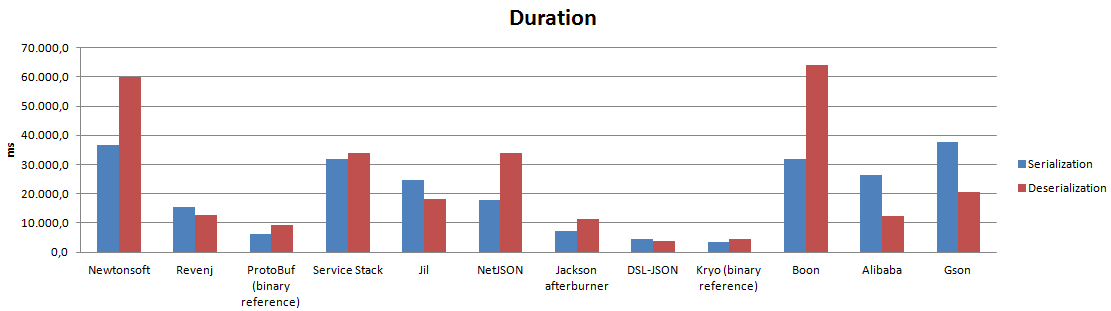 Duration
70.000,0
60.000,0
50.000,0
40.000,0
30.000,0
20.000,0
10.000,0
0,0
ms
Newtonsoft
Revenj
ProtoBuf
(binary
reference)
Service Stack
Jil
NetJSON
Jackson
afterburner
DSL-JSON
Kryo (binary
reference)
Boon
Alibaba
Gson
Serialization
Deserialization